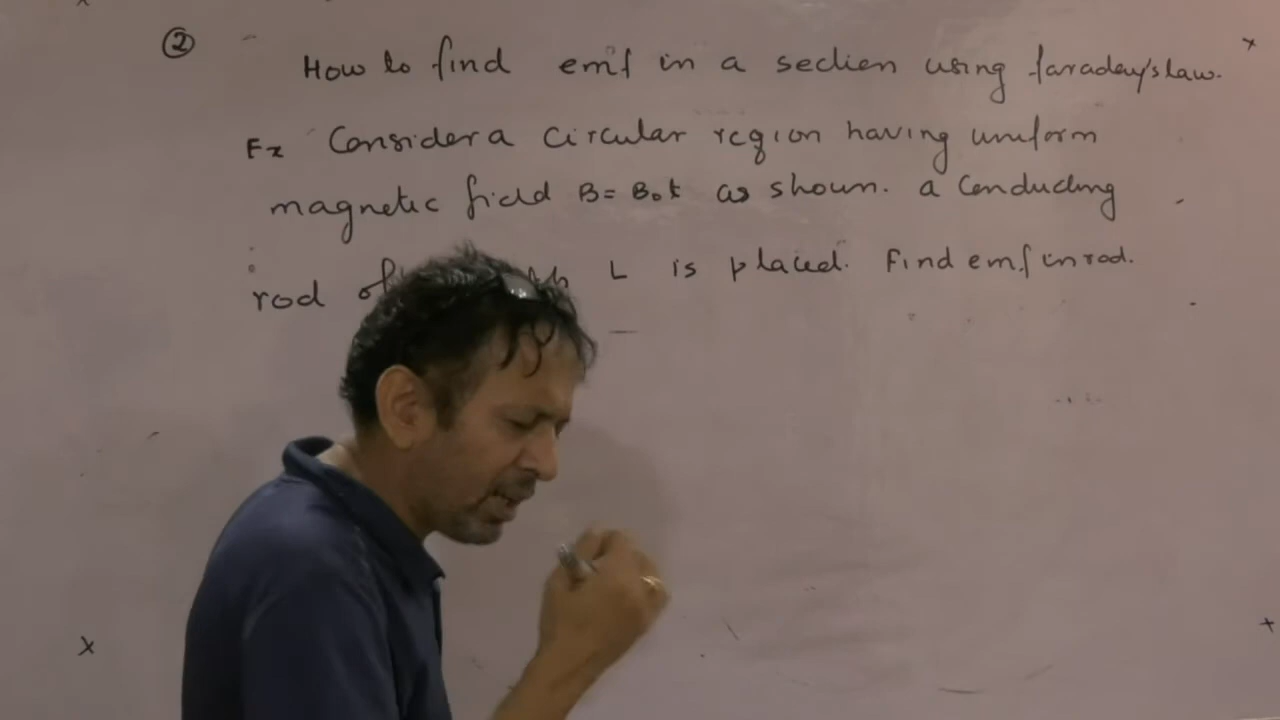 ② How to find emf in a section using faraday's law.
Ex Consider a Circular region having uniform
magnetic field B = B₀t as shown. a Conducting
rod of L is placed. Find emf in rod.